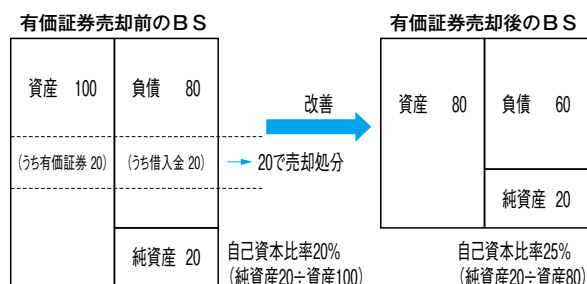 有価証券売却前のＢＳ
資産 100
負債 80
(うち有価証券 20)
(うち借入金 20)
純資産 20
→ 20で売却処分
改善
自己資本比率20%
(純資産20÷資産100)
有価証券売却後のＢＳ
資産 80
負債 60
純資産 20
自己資本比率25%
(純資産20÷資産80)